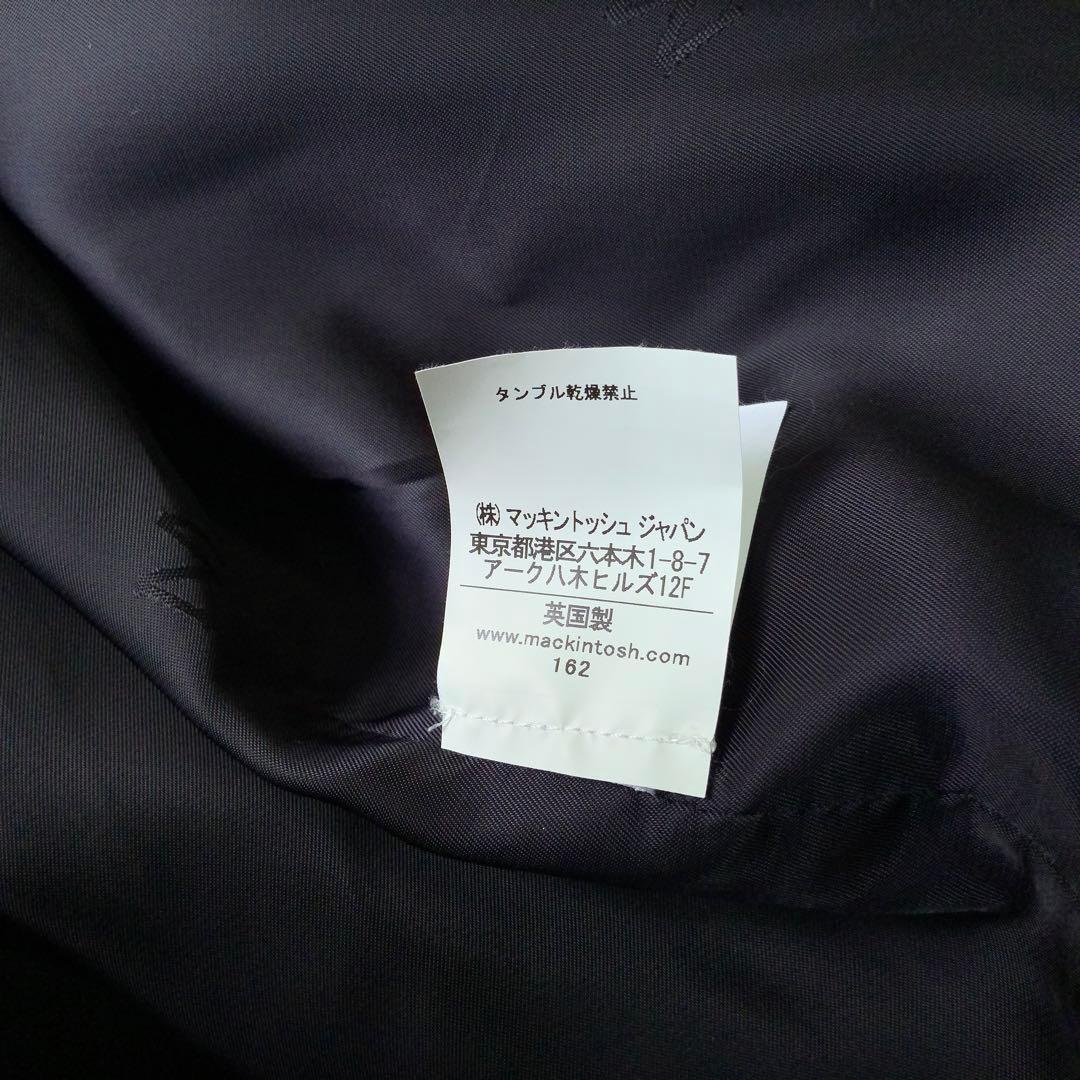 タンブル乾燥禁止
(株) マッキントッシュ ジャパン
東京都港区六本木1-8-7
アーク八木ヒルズ12F
英国製
www.mackintosh.com
162